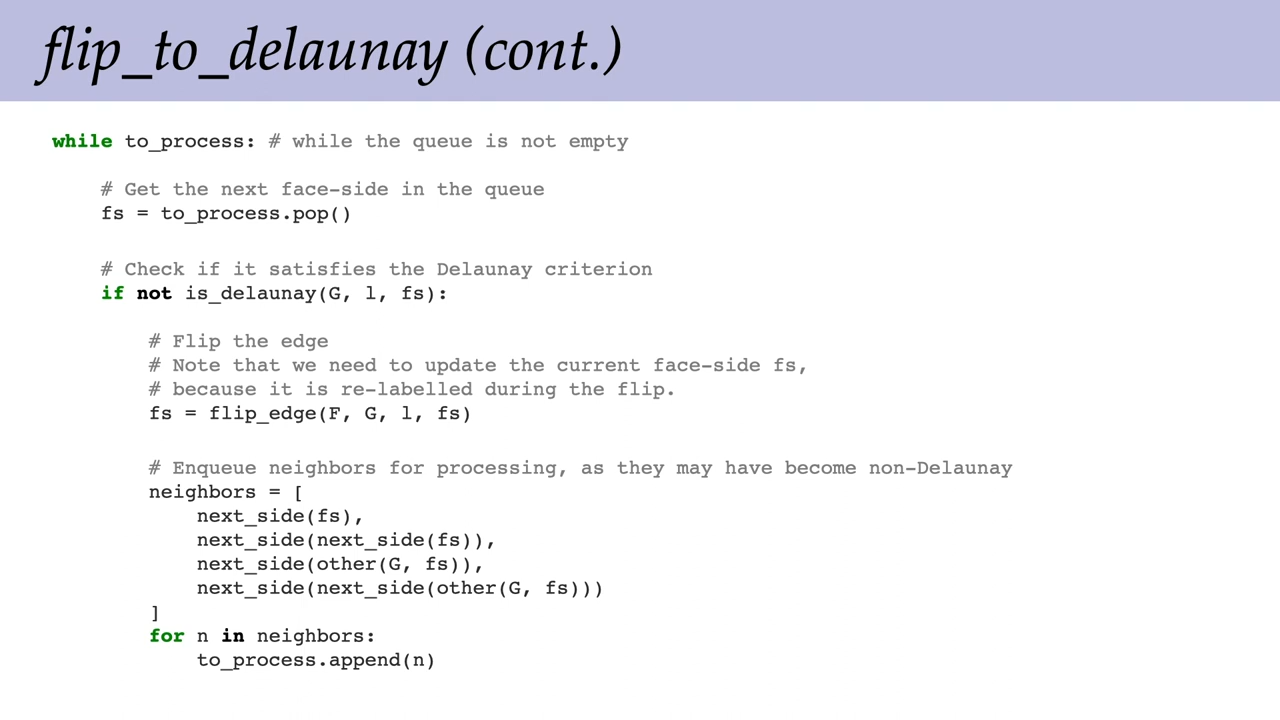 flip_to_delaunay (cont.)
while to_process: # while the queue is not empty
# Get the next face-side in the queue
fs = to_process.pop()
# Check if it satisfies the Delaunay criterion
if not is_delaunay(G, l, fs):
# Flip the edge
# Note that we need to update the current face-side fs,
# because it is re-labelled during the flip.
fs = flip_edge(F, G, l, fs)
# Enqueue neighbors for processing, as they may have become non-Delaunay
neighbors = [
next_side(fs),
next_side(next_side(fs)),
next_side(other(G, fs)),
next_side(next_side(other(G, fs)))
]
for n in neighbors:
to_process.append(n)